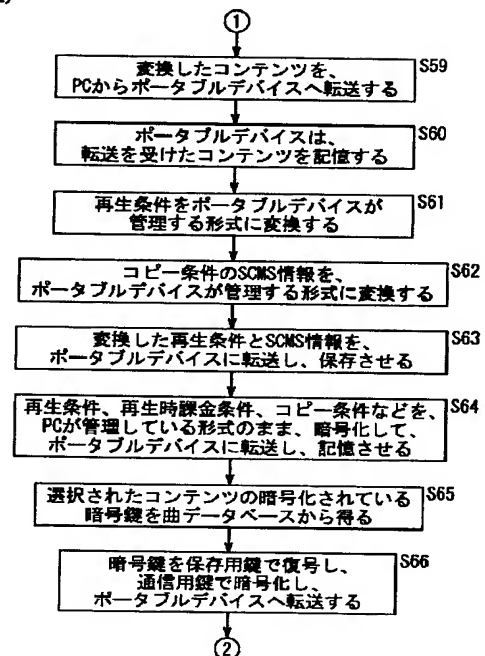 ①
変換したコンテンツを、
PCからポータブルデバイスへ転送する
S59
ポータブルデバイスは、
転送を受けたコンテンツを記憶する
S60
再生条件をポータブルデバイスが
管理する形式に変換する
S61
コピー条件のSCMS情報を、
ポータブルデバイスが管理する形式に変換する
S62
変換した再生条件とSCMS情報を、
ポータブルデバイスに転送し、保存させる
S63
再生条件、再生時課金条件、コピー条件などを、
PCが管理している形式のまま、暗号化して、
ポータブルデバイスに転送し、記憶させる
S64
選択されたコンテンツの暗号化されている
暗号鍵を曲データベースから得る
S65
暗号鍵を保存用鍵で復号し、
通信用鍵で暗号化し、
ポータブルデバイスへ転送する
S66
②